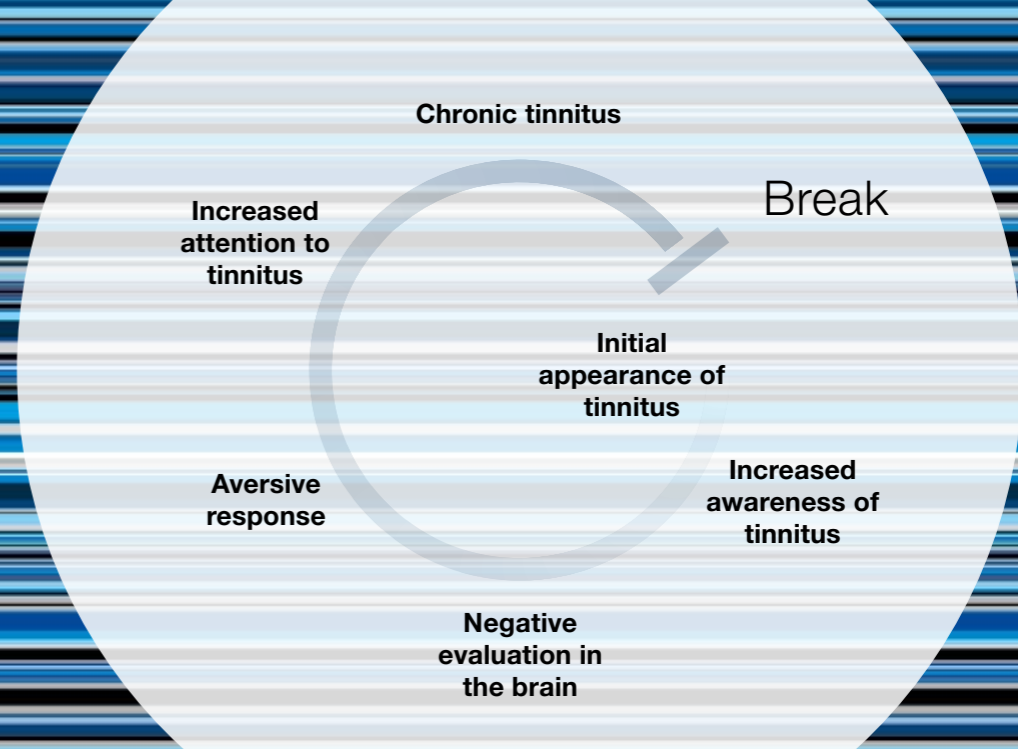 Chronic tinnitus
Break
Increased
attention to
tinnitus
Initial
appearance of
tinnitus
Increased
awareness of
tinnitus
Aversive
response
Negative
evaluation in
the brain